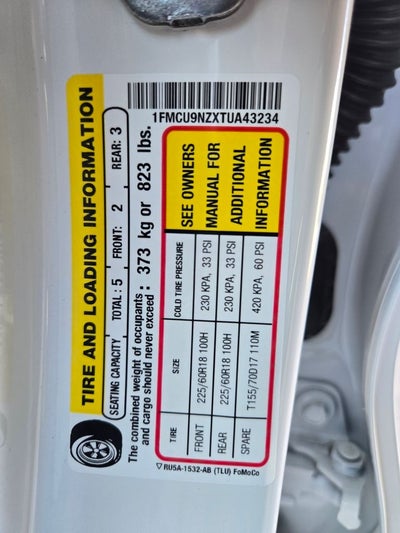 1FMCU9NZXTUA43234
TIRE AND LOADING INFORMATION
SEATING CAPACITY TOTAL: 5 FRONT: 2 REAR: 3
The combined weight of occupants
and cargo should never exceed: 373 kg or 823 lbs.
TIRE SIZE COLD TIRE PRESSURE
FRONT 225/60R18 100H 230 KPA, 33 PSI
REAR 225/60R18 100H 230 KPA, 33 PSI
SPARE T155/70D17 110M 420 KPA, 60 PSI
SEE OWNERS
MANUAL FOR
ADDITIONAL
INFORMATION
RU5A-1532-AB (TLU) FoMoCo